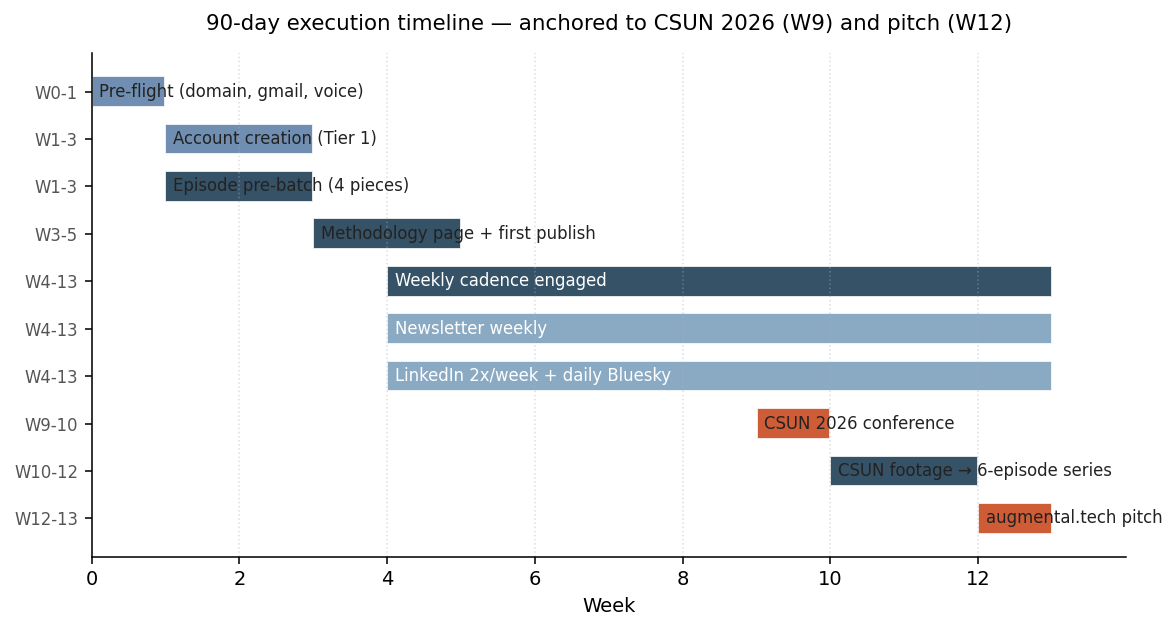 90-day execution timeline — anchored to CSUN 2026 (W9) and pitch (W12)
W0-1 Pre-flight (domain, gmail, voice)
W1-3 Account creation (Tier 1)
W1-3 Episode pre-batch (4 pieces)
W3-5 Methodology page + first publish
W4-13 Weekly cadence engaged
W4-13 Newsletter weekly
W4-13 LinkedIn 2x/week + daily Bluesky
W9-10 CSUN 2026 conference
W10-12 CSUN footage → 6-episode series
W12-13 augmental.tech pitch
0 2 4 6 8 10 12
Week